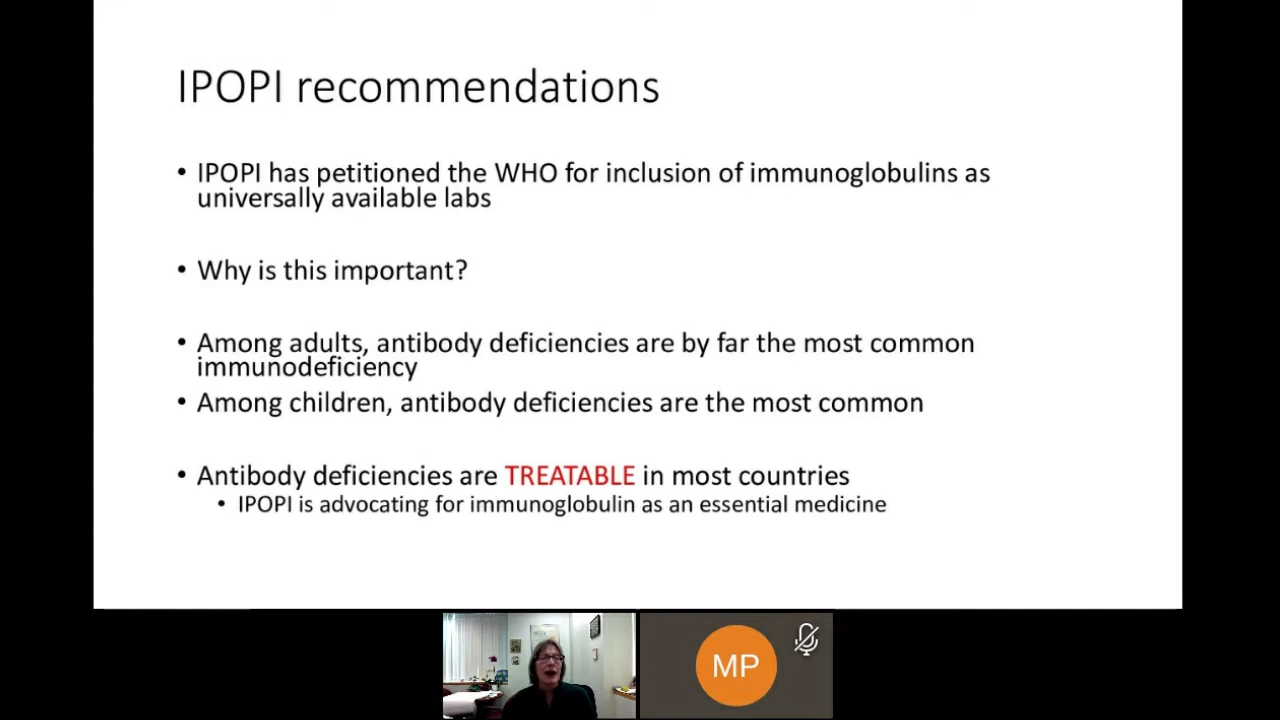 IPOPI recommendations
• IPOPI has petitioned the WHO for inclusion of immunoglobulins as
universally available labs
• Why is this important?
• Among adults, antibody deficiencies are by far the most common
immunodeficiency
• Among children, antibody deficiencies are the most common
• Antibody deficiencies are TREATABLE in most countries
• IPOPI is advocating for immunoglobulin as an essential medicine
MP